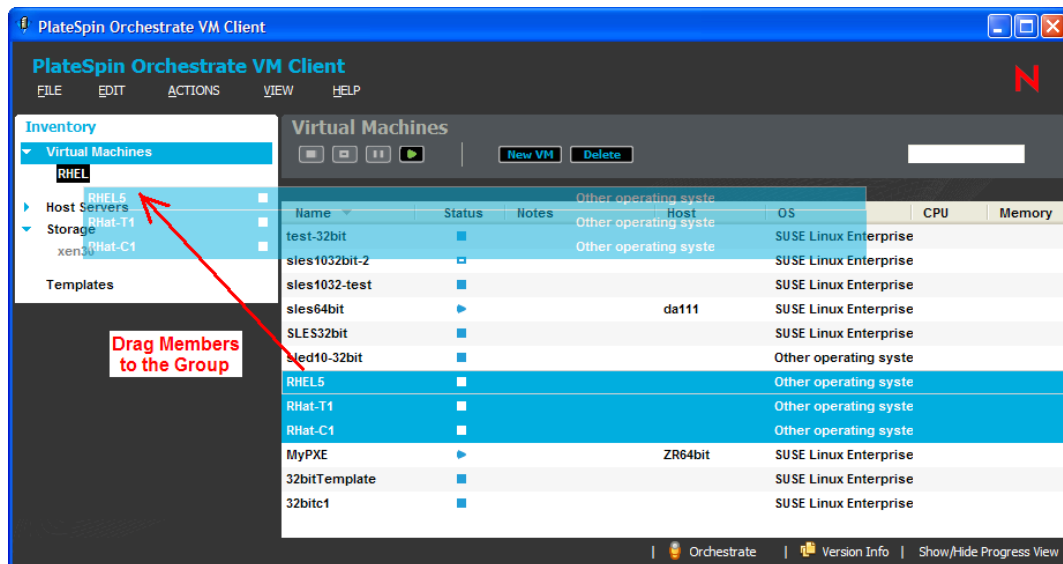 PlateSpin Orchestrate VM Client
PlateSpin Orchestrate VM Client
N
FILE EDIT ACTIONS VIEW HELP
Inventory
Virtual Machines
RHEL
Host Servers
Storage
xen30
Templates
Virtual Machines
New VM Delete
RHEL5 Other operating syste
RHat-T1 Other operating syste
RHat-C1 Other operating syste
Name Status Notes Host OS CPU Memory
test-32bit SUSE Linux Enterprise
sles1032bit-2 SUSE Linux Enterprise
sles1032-test SUSE Linux Enterprise
sles64bit da111 SUSE Linux Enterprise
SLES32bit SUSE Linux Enterprise
sled10-32bit Other operating syste
RHEL5 Other operating syste
RHat-T1 Other operating syste
RHat-C1 Other operating syste
MyPXE ZR64bit SUSE Linux Enterprise
32bitTemplate SUSE Linux Enterprise
32bitc1 SUSE Linux Enterprise
Drag Members
to the Group
| Orchestrate | Version Info | Show/Hide Progress View